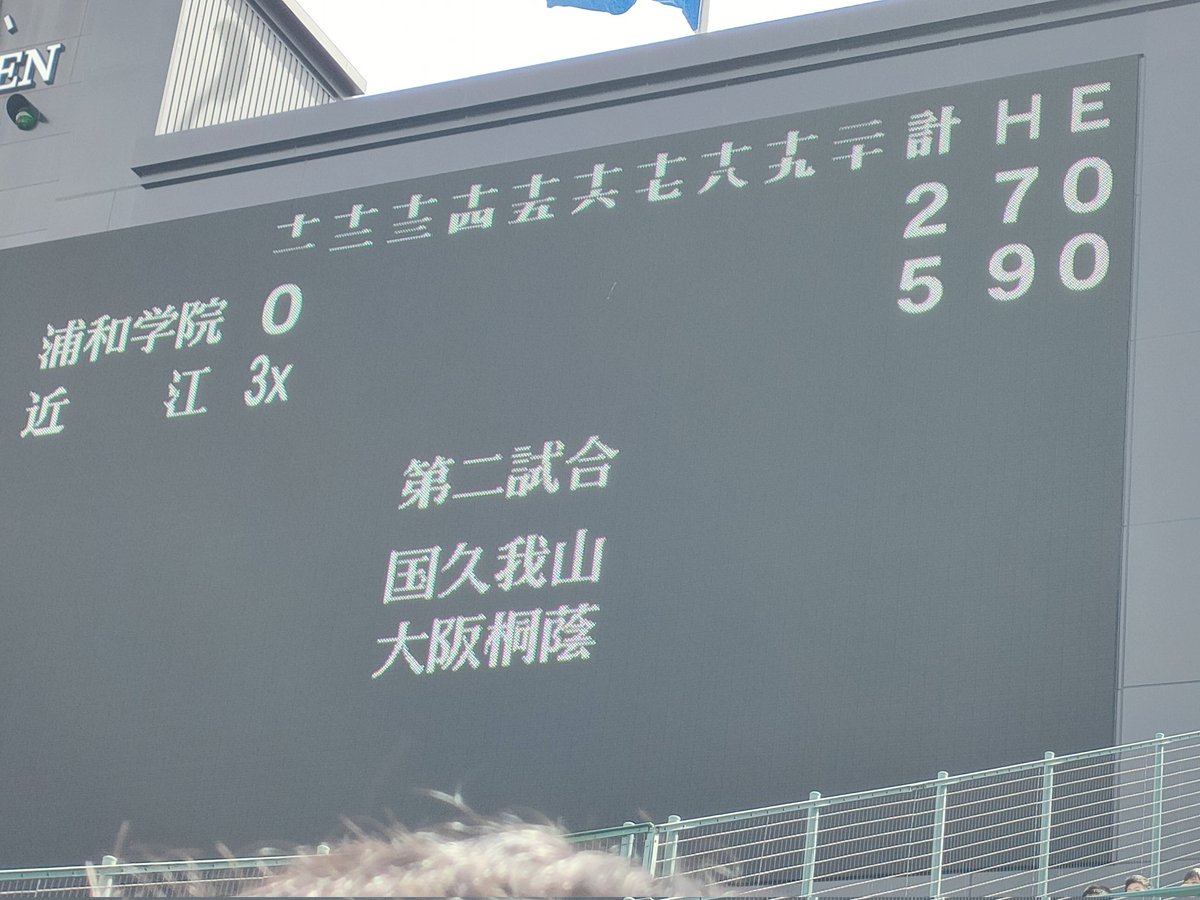 EN
十一 十二 十三 十四 十五 十六 十七 十八 十九 二十 計 H E
浦和学院 0 2 7 0
近江 3x 5 9 0
第二試合
国久我山
大阪桐蔭